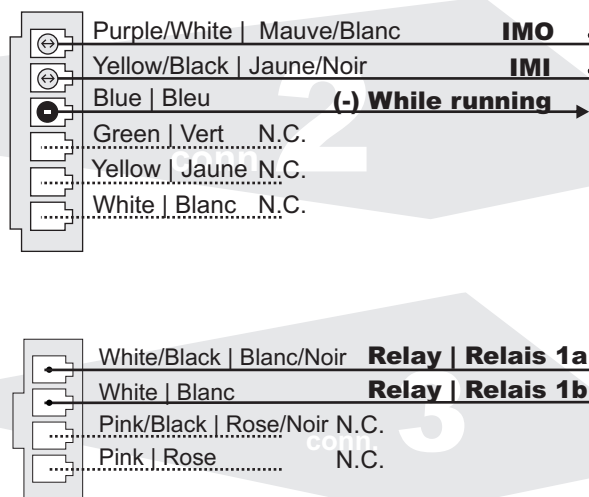 Purple/White | Mauve/Blanc IMO
Yellow/Black | Jaune/Noir IMI
Blue | Bleu (-) While running
Green | Vert N.C.
Yellow | Jaune N.C.
White | Blanc N.C.
conn. 2
White/Black | Blanc/Noir Relay | Relais 1a
White | Blanc Relay | Relais 1b
Pink/Black | Rose/Noir N.C.
Pink | Rose N.C.
conn. 3